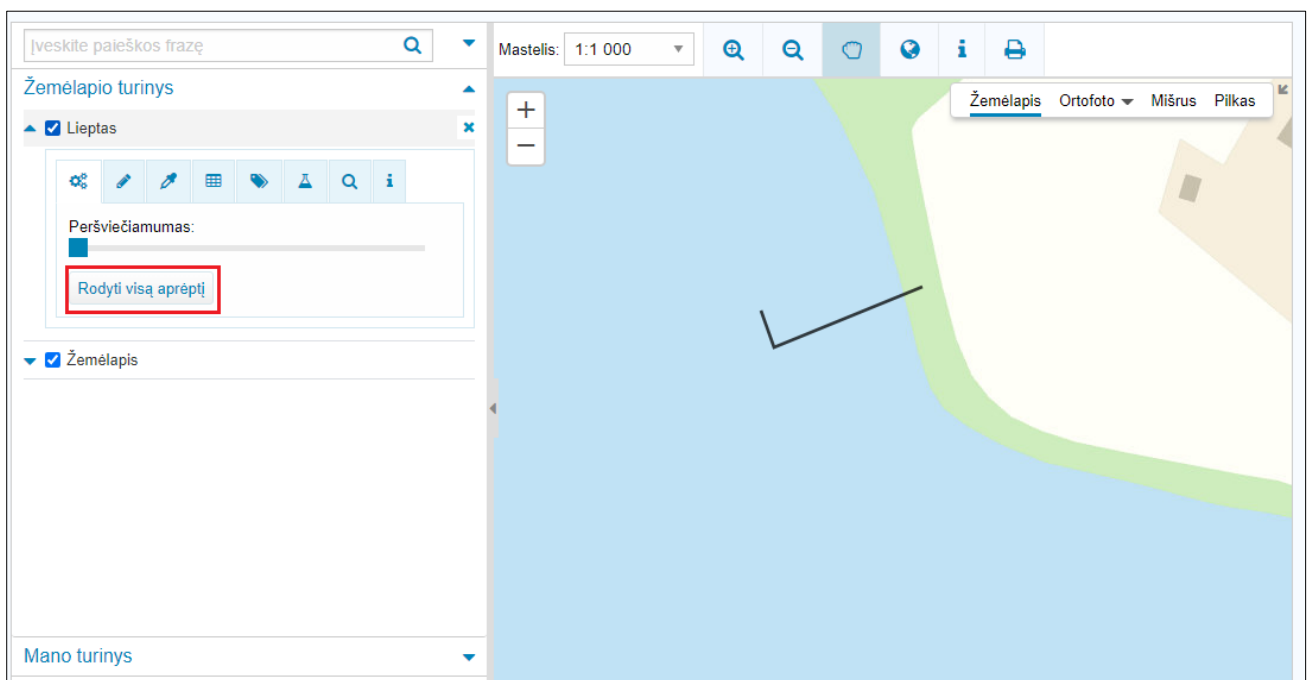 Įveskite paieškos frazę
Mastelis: 1:1 000
Žemėlapio turinys
Žemėlapis Ortofoto Mišrus Pilkas
Lieptas
Peršviečiamumas:
Rodyti visą aprėptį
Žemėlapis
Mano turinys